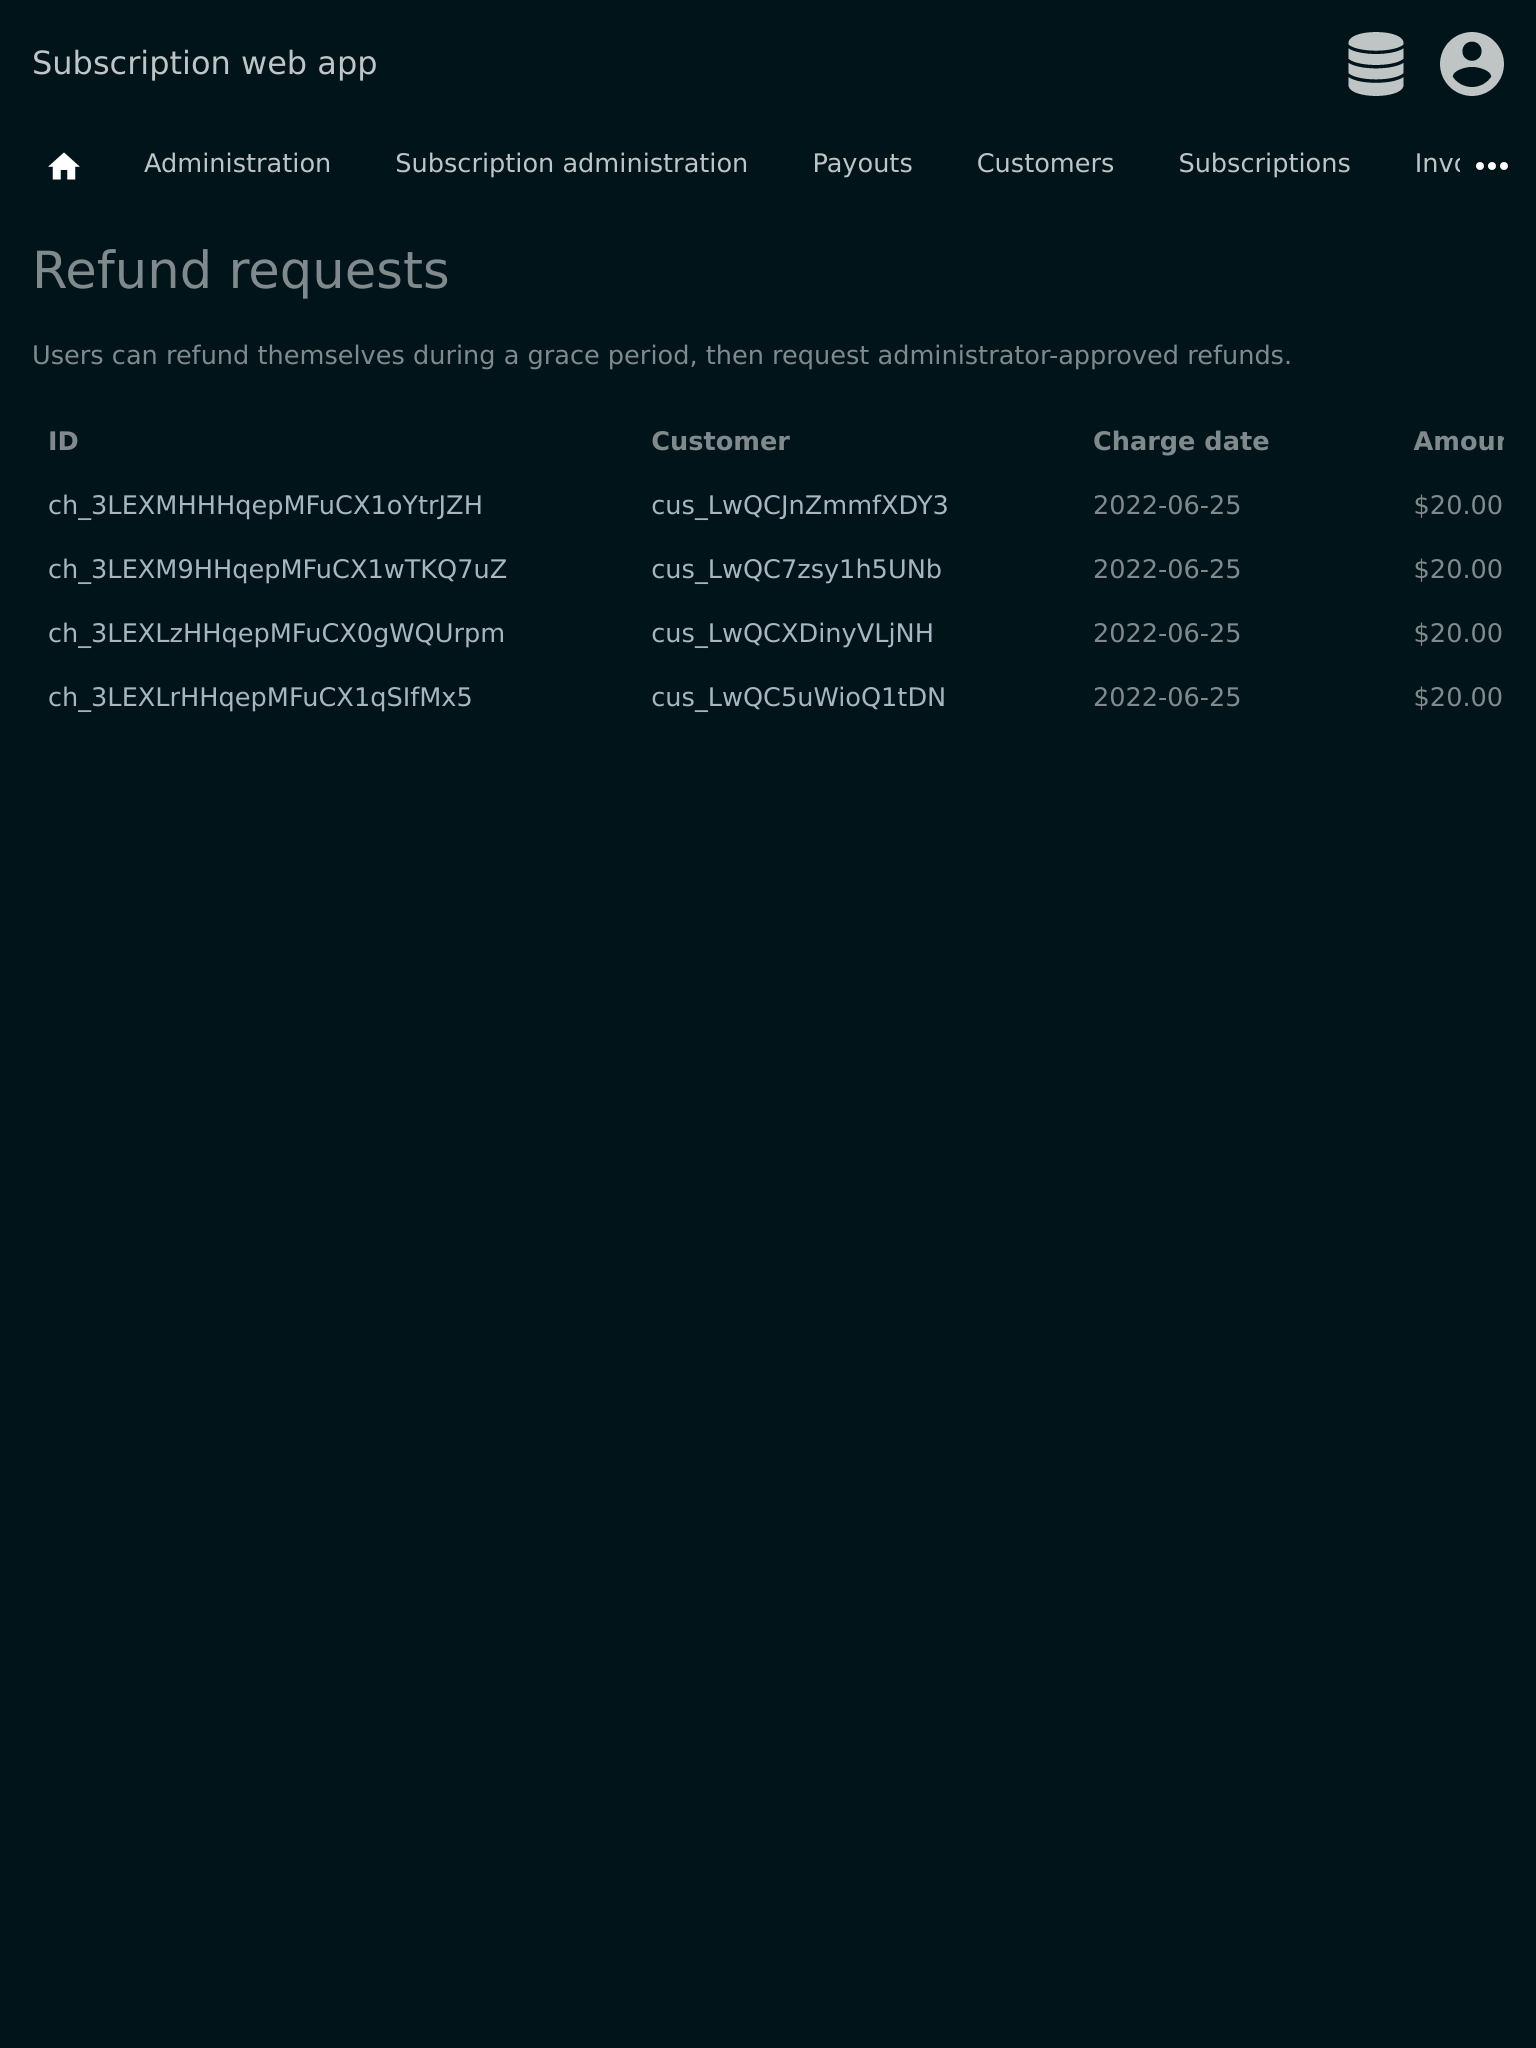 Subscription web app
Administration Subscription administration Payouts Customers Subscriptions
Refund requests
Users can refund themselves during a grace period, then request administrator-approved refunds.
ID Customer Charge date
ch_3LEXMHHHqepMFuCX1oYtrJZH cus_LwQCJnZmmfXDY3 2022-06-25 $20.00
ch_3LEXM9HHqepMFuCX1wTKQ7uZ cus_LwQC7zsy1h5UNb 2022-06-25 $20.00
ch_3LEXLzHHqepMFuCX0gWQUrpm cus_LwQCXDinyVLjNH 2022-06-25 $20.00
ch_3LEXLrHHqepMFuCX1qSIfMx5 cus_LwQC5uWioQ1tDN 2022-06-25 $20.00